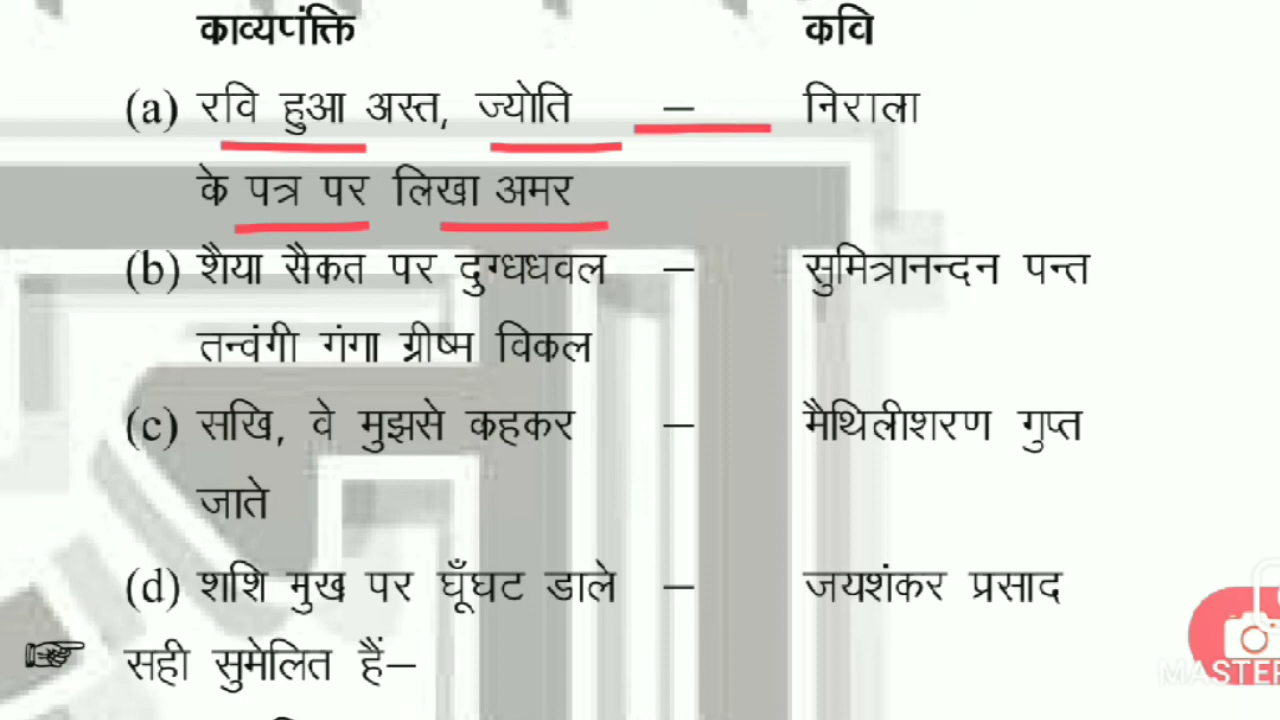 काव्यपंक्ति कवि
(a) रवि हुआ अस्त, ज्योति – निराला
के पत्र पर लिखा अमर
(b) शैया सैकत पर दुग्धधवल – सुमित्रानन्दन पन्त
तन्वंगी गंगा ग्रीष्म विकल
(c) सखि, वे मुझसे कहकर – मैथिलीशरण गुप्त
जाते
(d) शशि मुख पर घूँघट डाले – जयशंकर प्रसाद
☞ सही सुमेलित हैं–